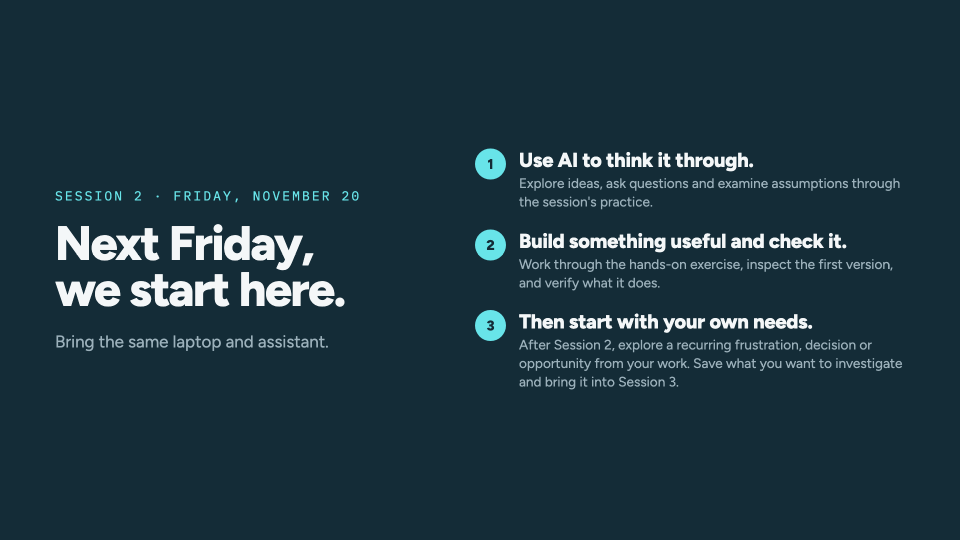 SESSION 2 · FRIDAY, NOVEMBER 20
Next Friday,
we start here.
Bring the same laptop and assistant.
1
Use AI to think it through.
Explore ideas, ask questions and examine assumptions through
the session's practice.
2
Build something useful and check it.
Work through the hands-on exercise, inspect the first version,
and verify what it does.
3
Then start with your own needs.
After Session 2, explore a recurring frustration, decision or
opportunity from your work. Save what you want to investigate
and bring it into Session 3.